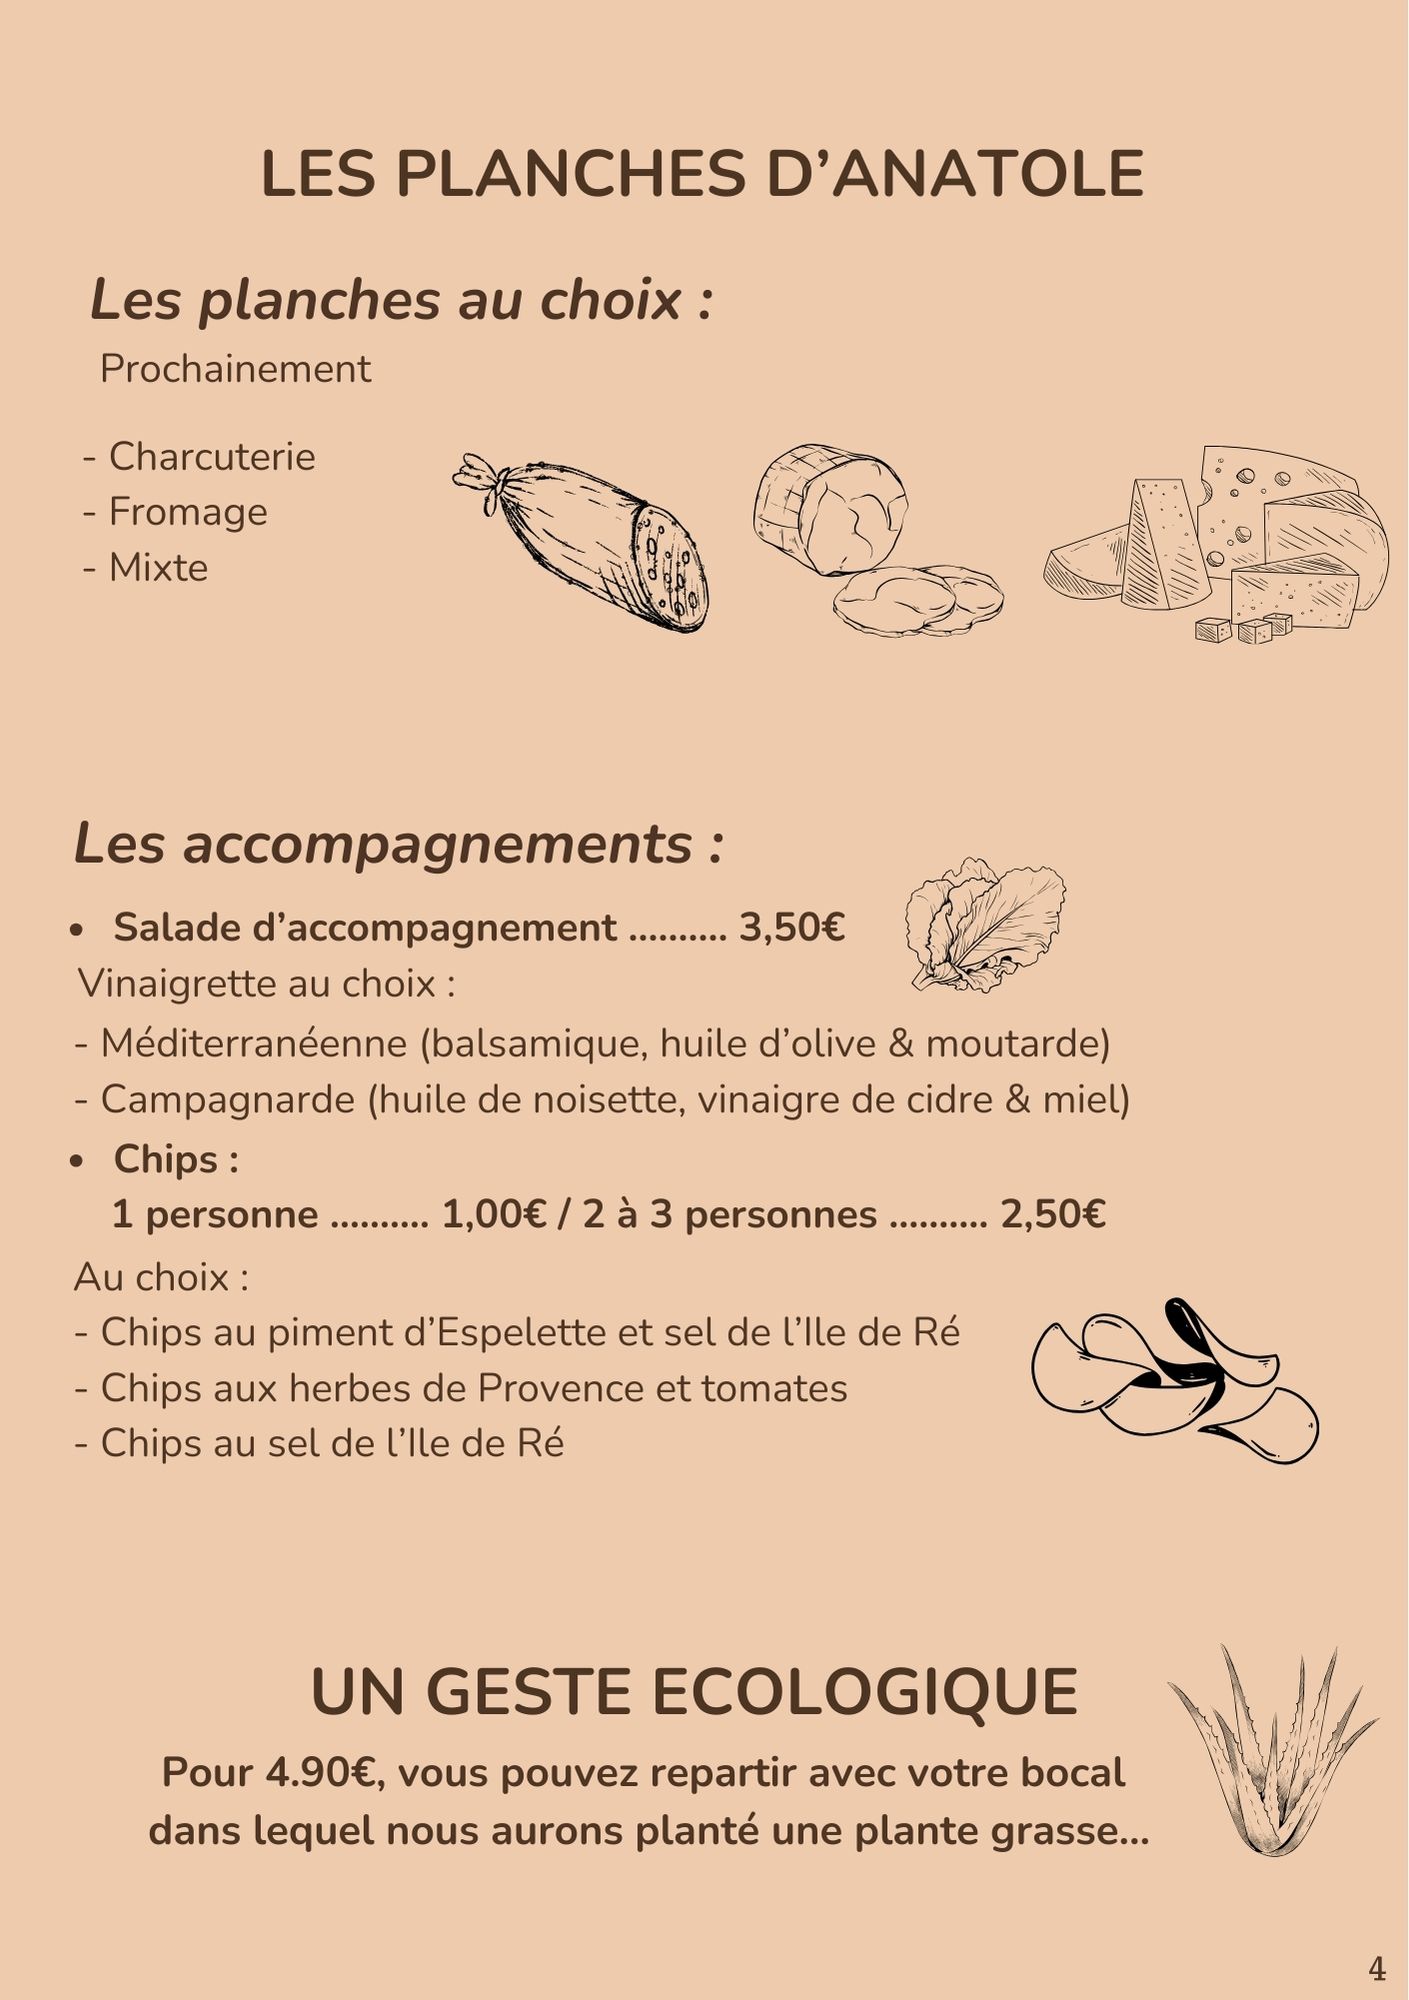 LES PLANCHES D’ANATOLE
Les planches au choix :
Prochainement
- Charcuterie
- Fromage
- Mixte
Les accompagnements :
• Salade d’accompagnement .......... 3,50€
Vinaigrette au choix :
- Méditerranéenne (balsamique, huile d’olive & moutarde)
- Campagnarde (huile de noisette, vinaigre de cidre & miel)
• Chips :
1 personne .......... 1,00€ / 2 à 3 personnes .......... 2,50€
Au choix :
- Chips au piment d’Espelette et sel de l’Ile de Ré
- Chips aux herbes de Provence et tomates
- Chips au sel de l’Ile de Ré
UN GESTE ECOLOGIQUE
Pour 4.90€, vous pouvez repartir avec votre bocal
dans lequel nous aurons planté une plante grasse...
4